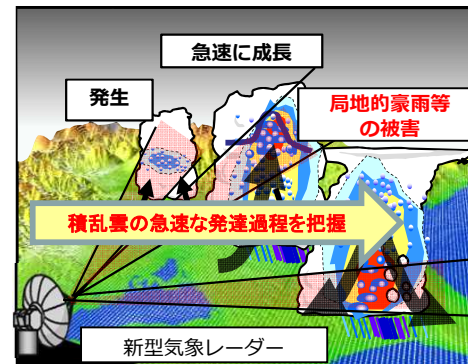 急速に成長
発生
局地的豪雨等
の被害
積乱雲の急速な発達過程を把握
新型気象レーダー